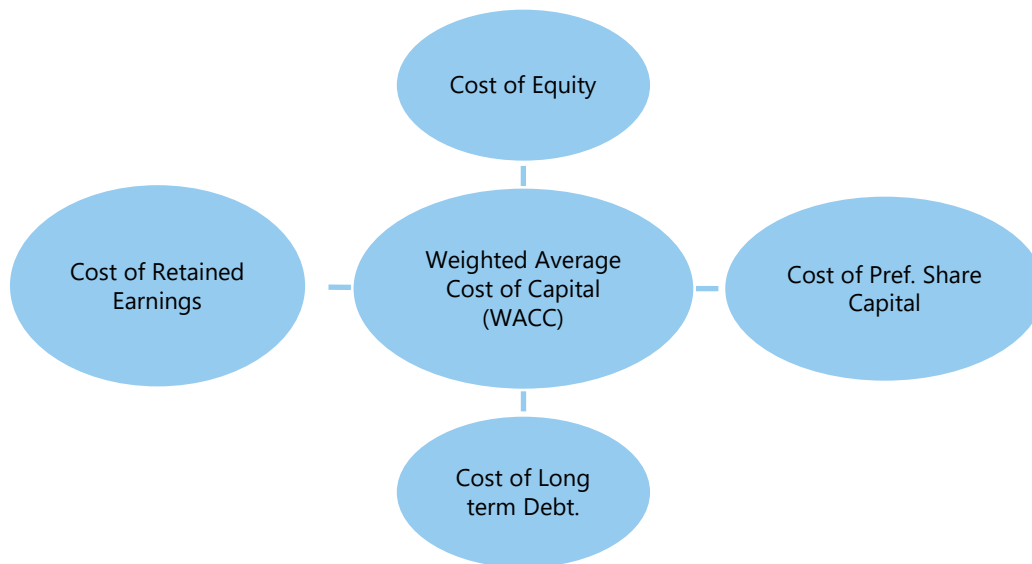 Cost of Equity
Cost of Retained
Earnings
Weighted Average
Cost of Capital
(WACC)
Cost of Pref. Share
Capital
Cost of Long
term Debt.